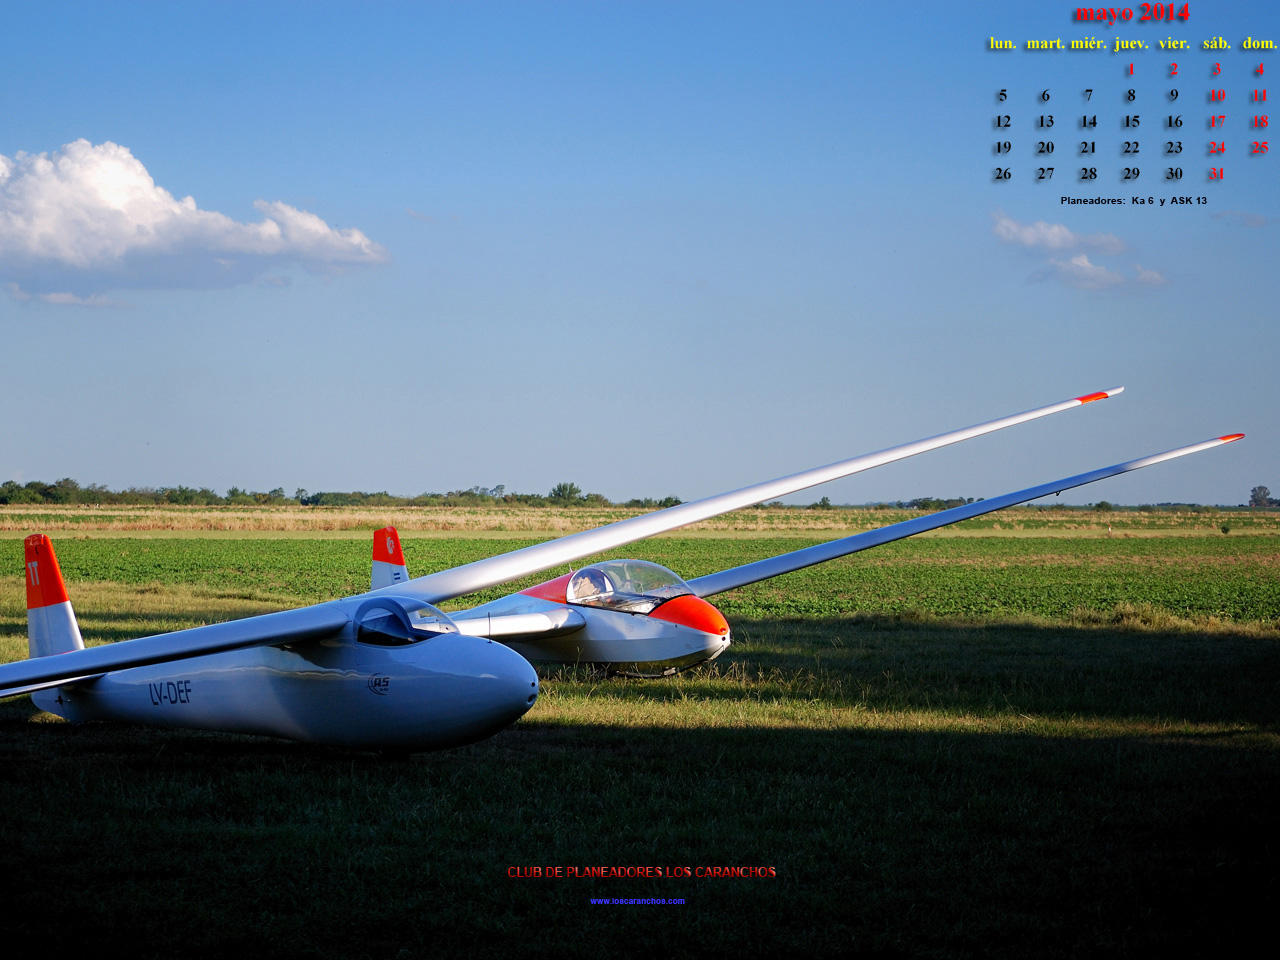 mayo 2014
lun. mart. miér. juev. vier. sáb. dom.
1 2 3 4
5 6 7 8 9 10 11
12 13 14 15 16 17 18
19 20 21 22 23 24 25
26 27 28 29 30 31
Planeadores: Ka 6 y ASK 13
TT
LV-DEF
AS
CLUB DE PLANEADORES LOS CARANCHOS
www.loscaranchos.com